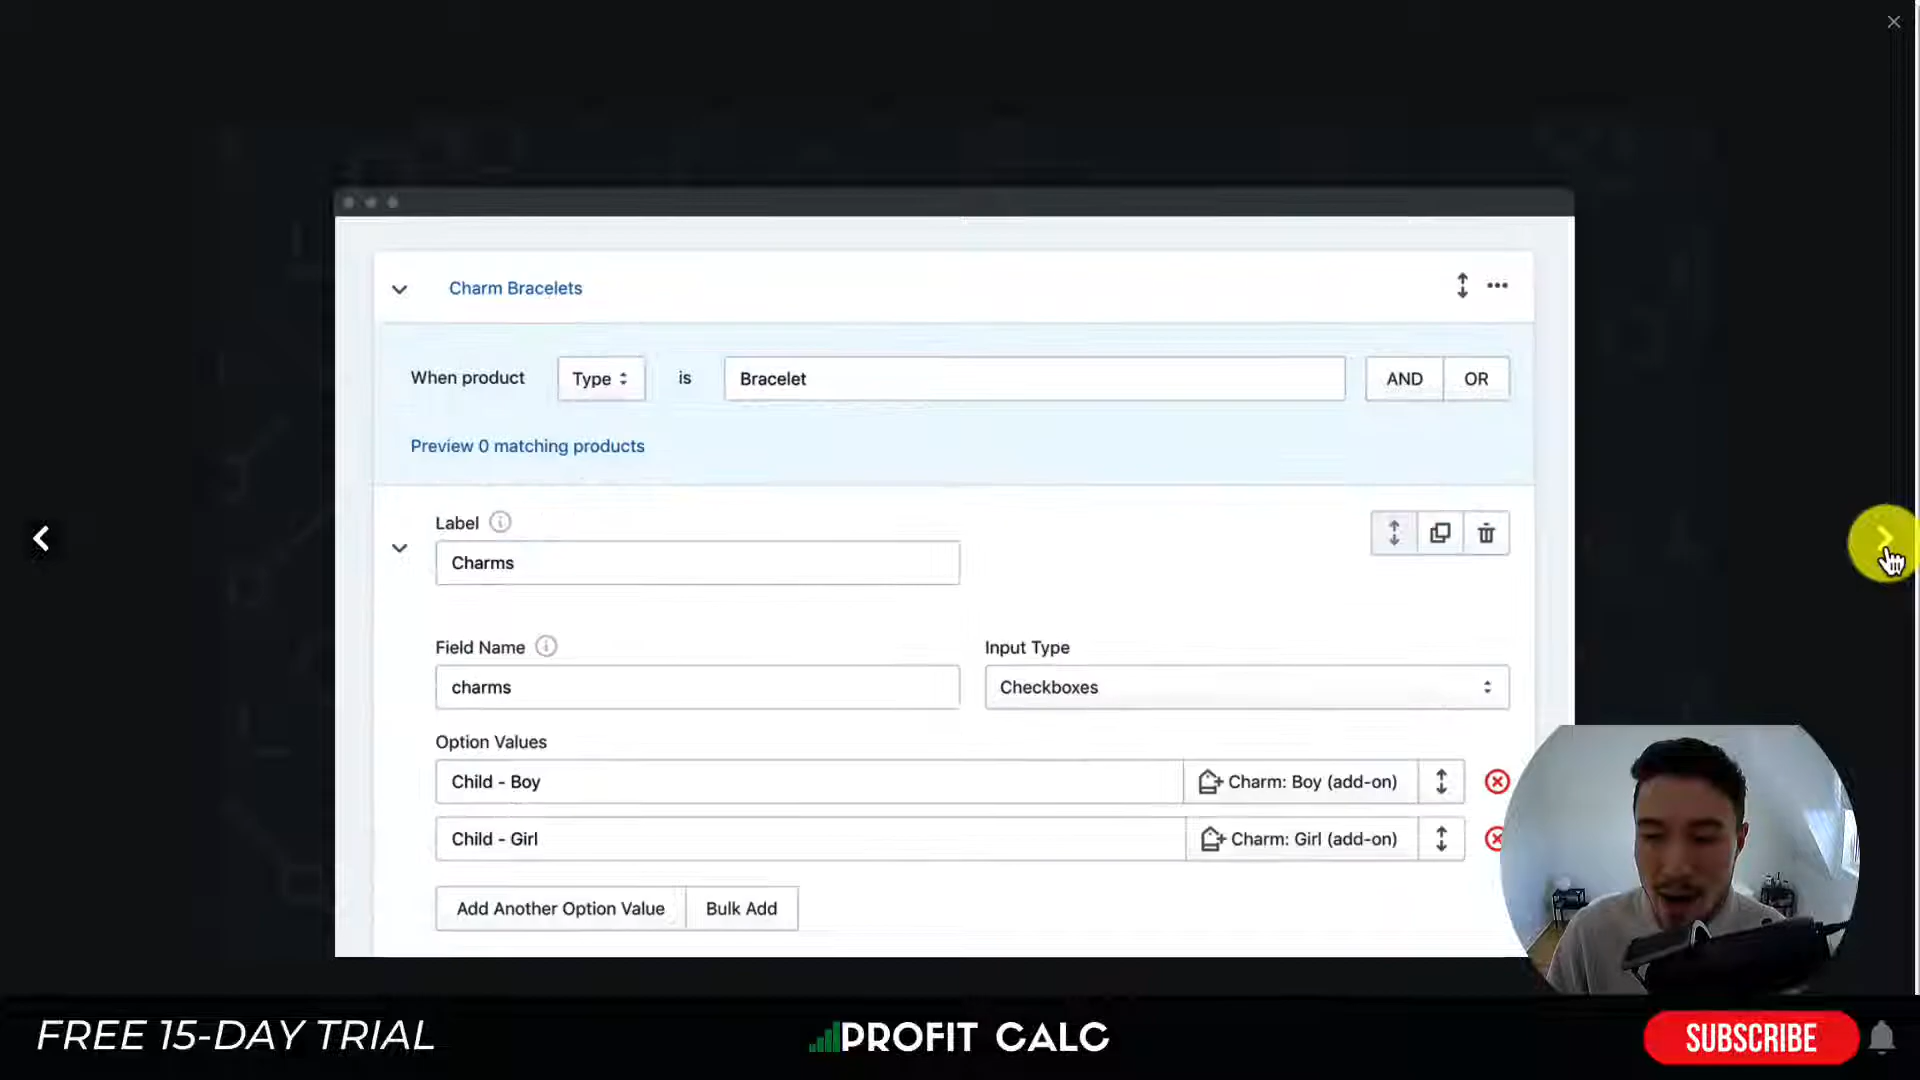 Charm Bracelets
When product Type is Bracelet AND OR
Preview 0 matching products
Label
Charms
Field Name Input Type
charms Checkboxes
Option Values
Child - Boy Charm: Boy (add-on)
Child - Girl Charm: Girl (add-on)
Add Another Option Value Bulk Add
FREE 15-DAY TRIAL PROFIT CALC SUBSCRIBE